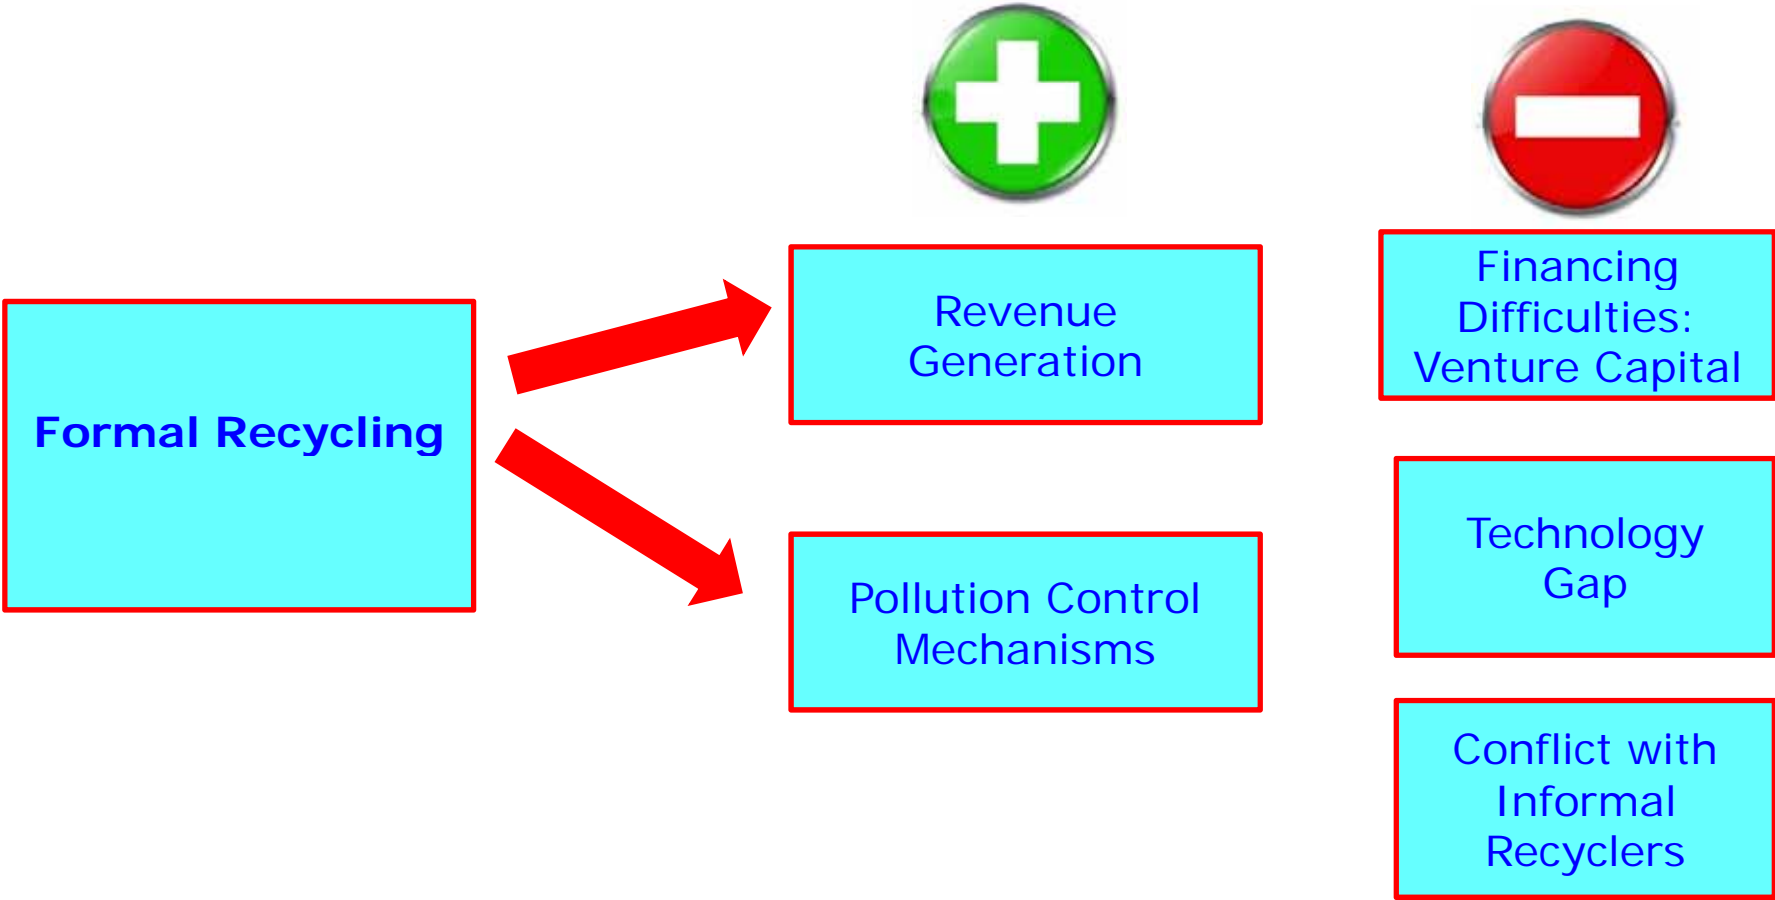 Formal Recycling
Revenue
Generation
Pollution Control
Mechanisms
Financing
Difficulties:
Venture Capital
Technology
Gap
Conflict with
Informal
Recyclers